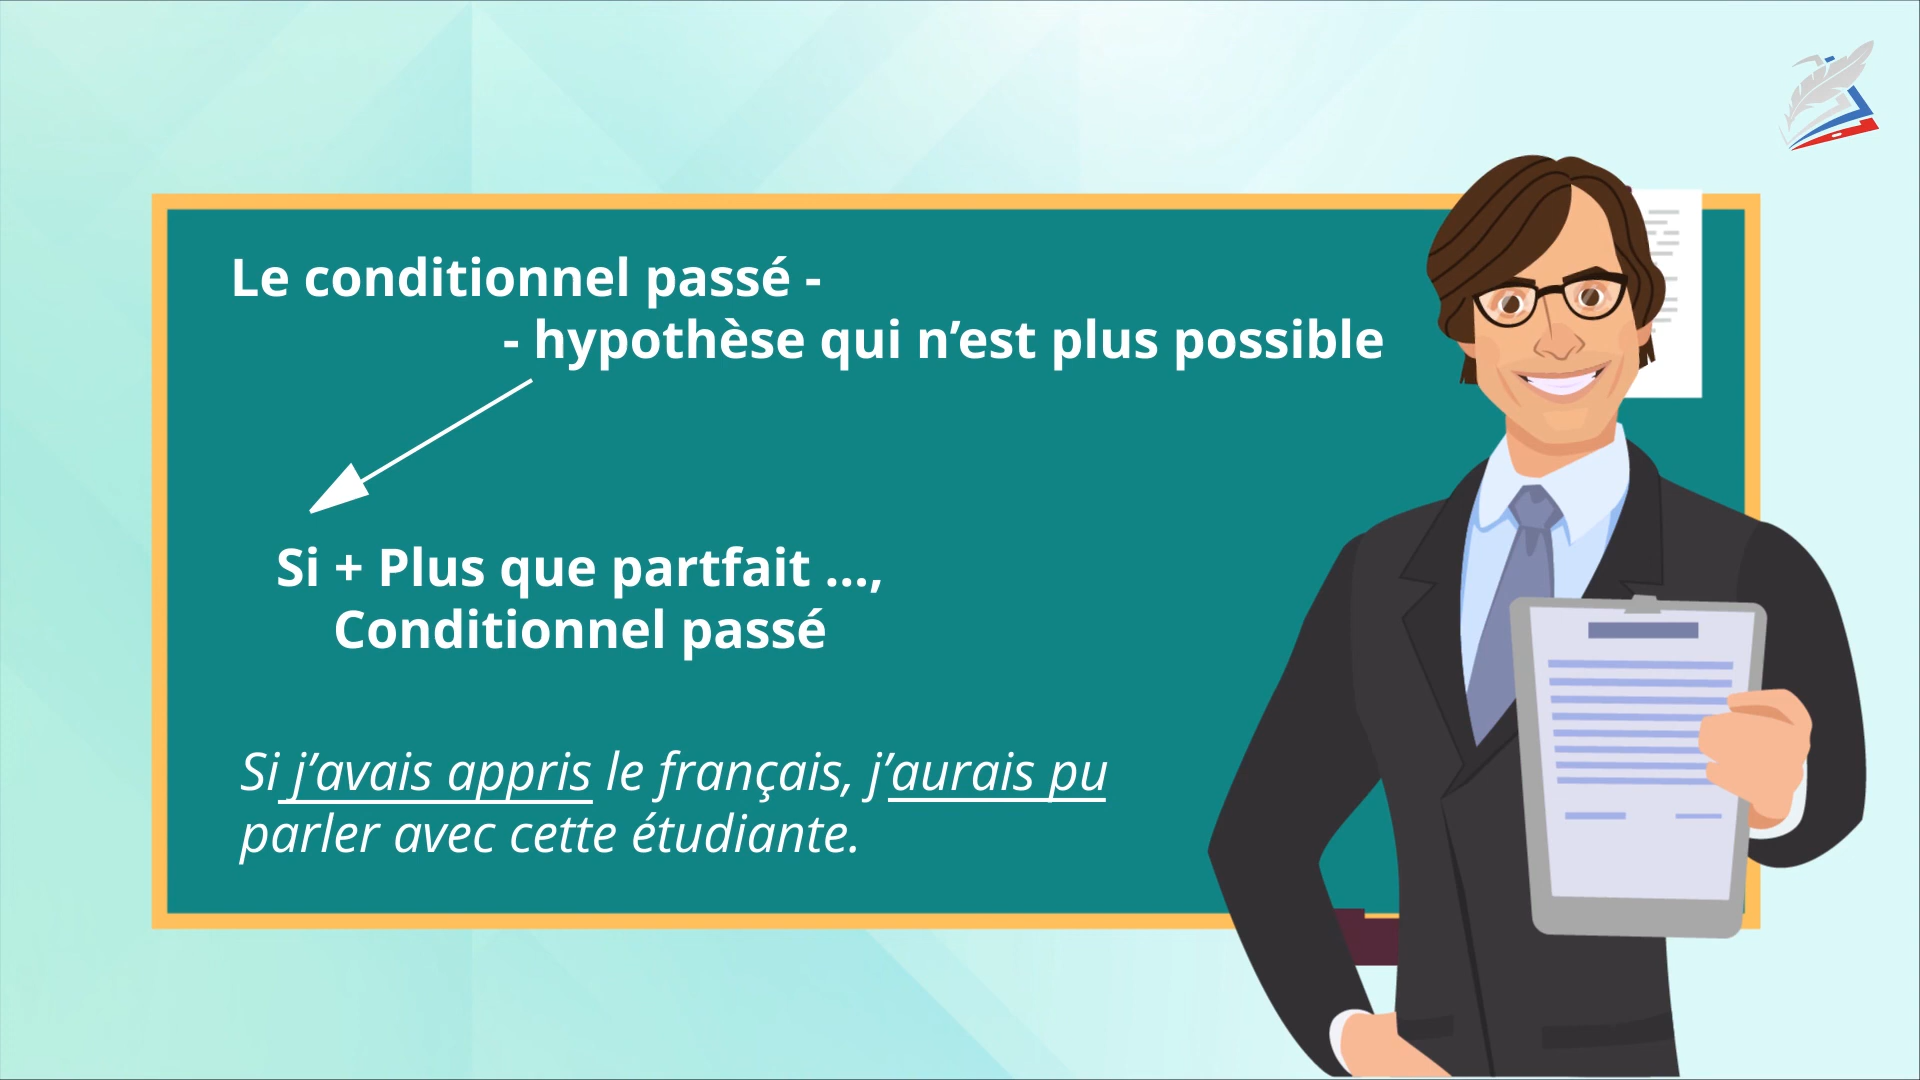 Le conditionnel passé -
- hypothèse qui n’est plus possible
Si + Plus que partfait ...,
Conditionnel passé
Si j’avais appris le français, j’aurais pu
parler avec cette étudiante.